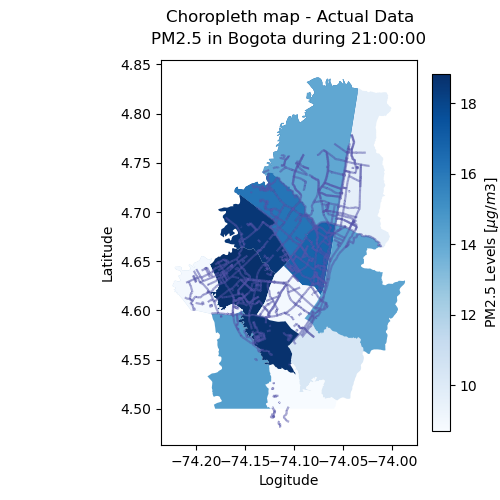 Choropleth map - Actual Data
PM2.5 in Bogota during 21:00:00
4.85
4.80
4.75
4.70
4.65
4.60
4.55
4.50
Latitude
−74.20−74.15−74.10−74.05−74.00
Logitude
18
16
14
12
10
PM2.5 Levels [μg/m3]